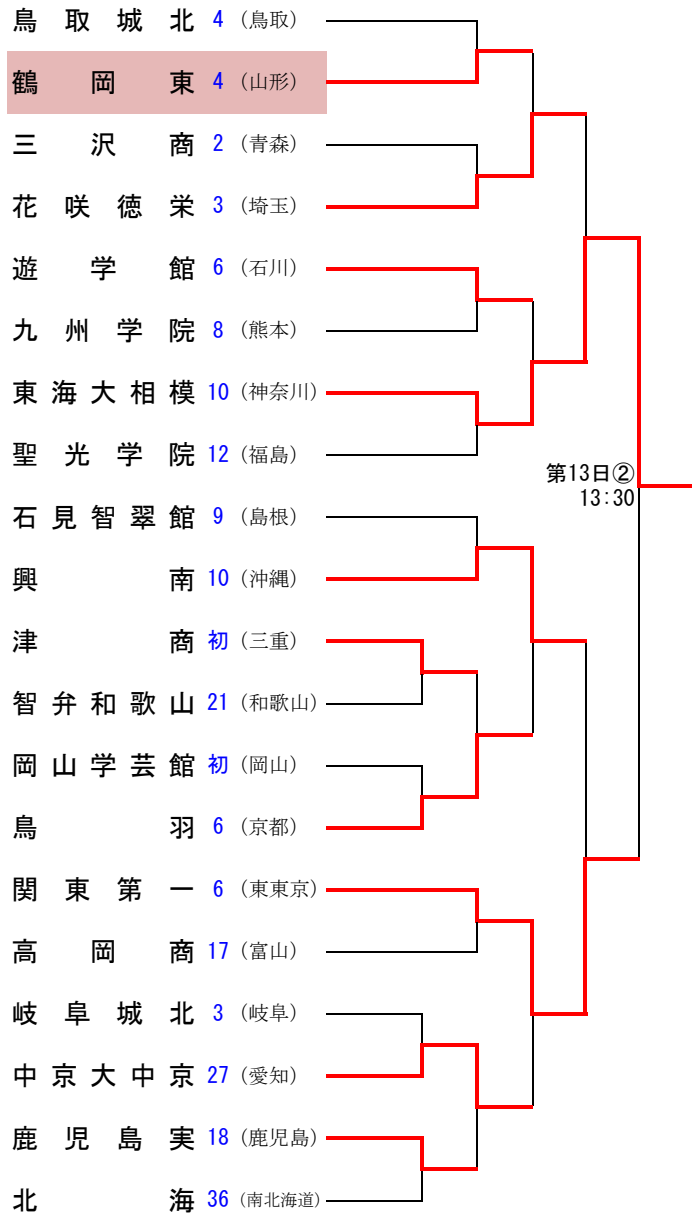 鳥取城北 4 (鳥取)
鶴岡東 4 (山形)
三沢商 2 (青森)
花咲徳栄 3 (埼玉)
遊学館 6 (石川)
九州学院 8 (熊本)
東海大相模 10 (神奈川)
聖光学院 12 (福島)
第13日②
13:30
石見智翠館 9 (島根)
興南 10 (沖縄)
津商 初 (三重)
智弁和歌山 21 (和歌山)
岡山学芸館 初 (岡山)
鳥羽 6 (京都)
関東第一 6 (東東京)
高岡商 17 (富山)
岐阜城北 3 (岐阜)
中京大中京 27 (愛知)
鹿児島実 18 (鹿児島)
北海 36 (南北海道)